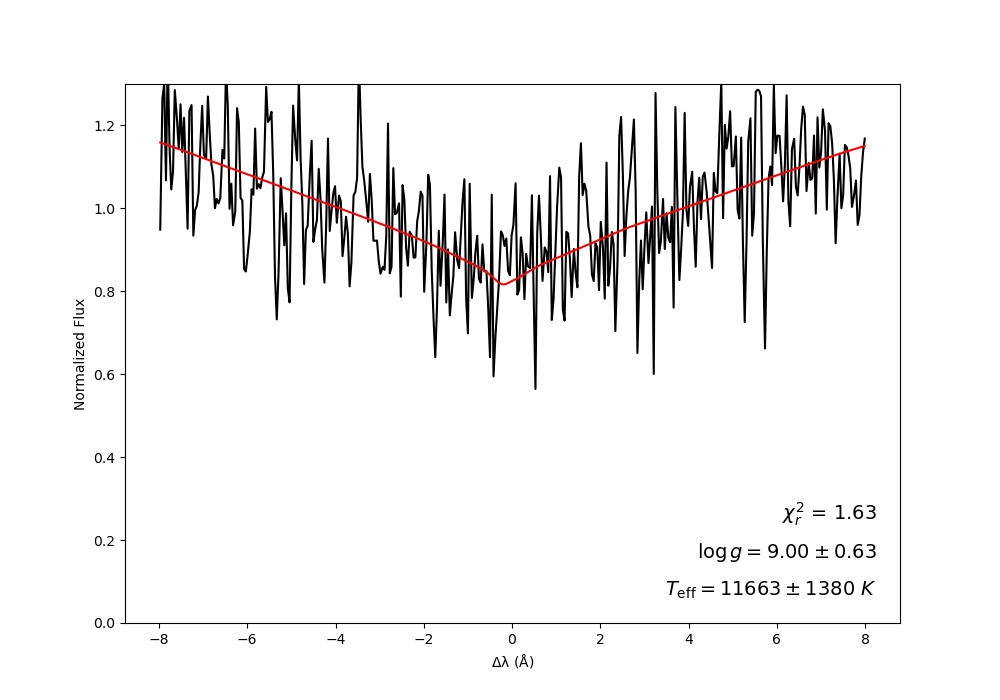 1.2
1.0
0.8
0.6
0.4
0.2
0.0
Normalized Flux
χ²ᵣ = 1.63
log g = 9.00 ± 0.63
T_eff = 11663 ± 1380 K
−8 −6 −4 −2 0 2 4 6 8
Δλ (Å)